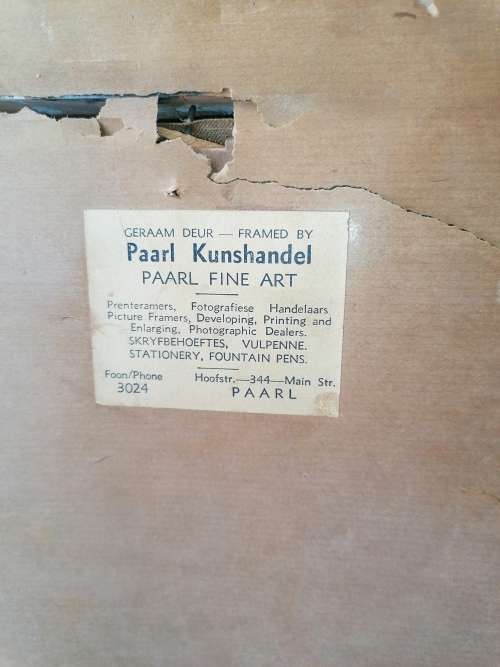 GERAAM DEUR — FRAMED BY
Paarl Kunshandel
PAARL FINE ART
Prenteramers, Fotografiese Handelaars
Picture Framers, Developing, Printing and
Enlarging, Photographic Dealers.
SKRYFBEHOEFTES, VULPENNE.
STATIONERY, FOUNTAIN PENS.
Foon/Phone Hoofstr.—344—Main Str.
3024 PAARL